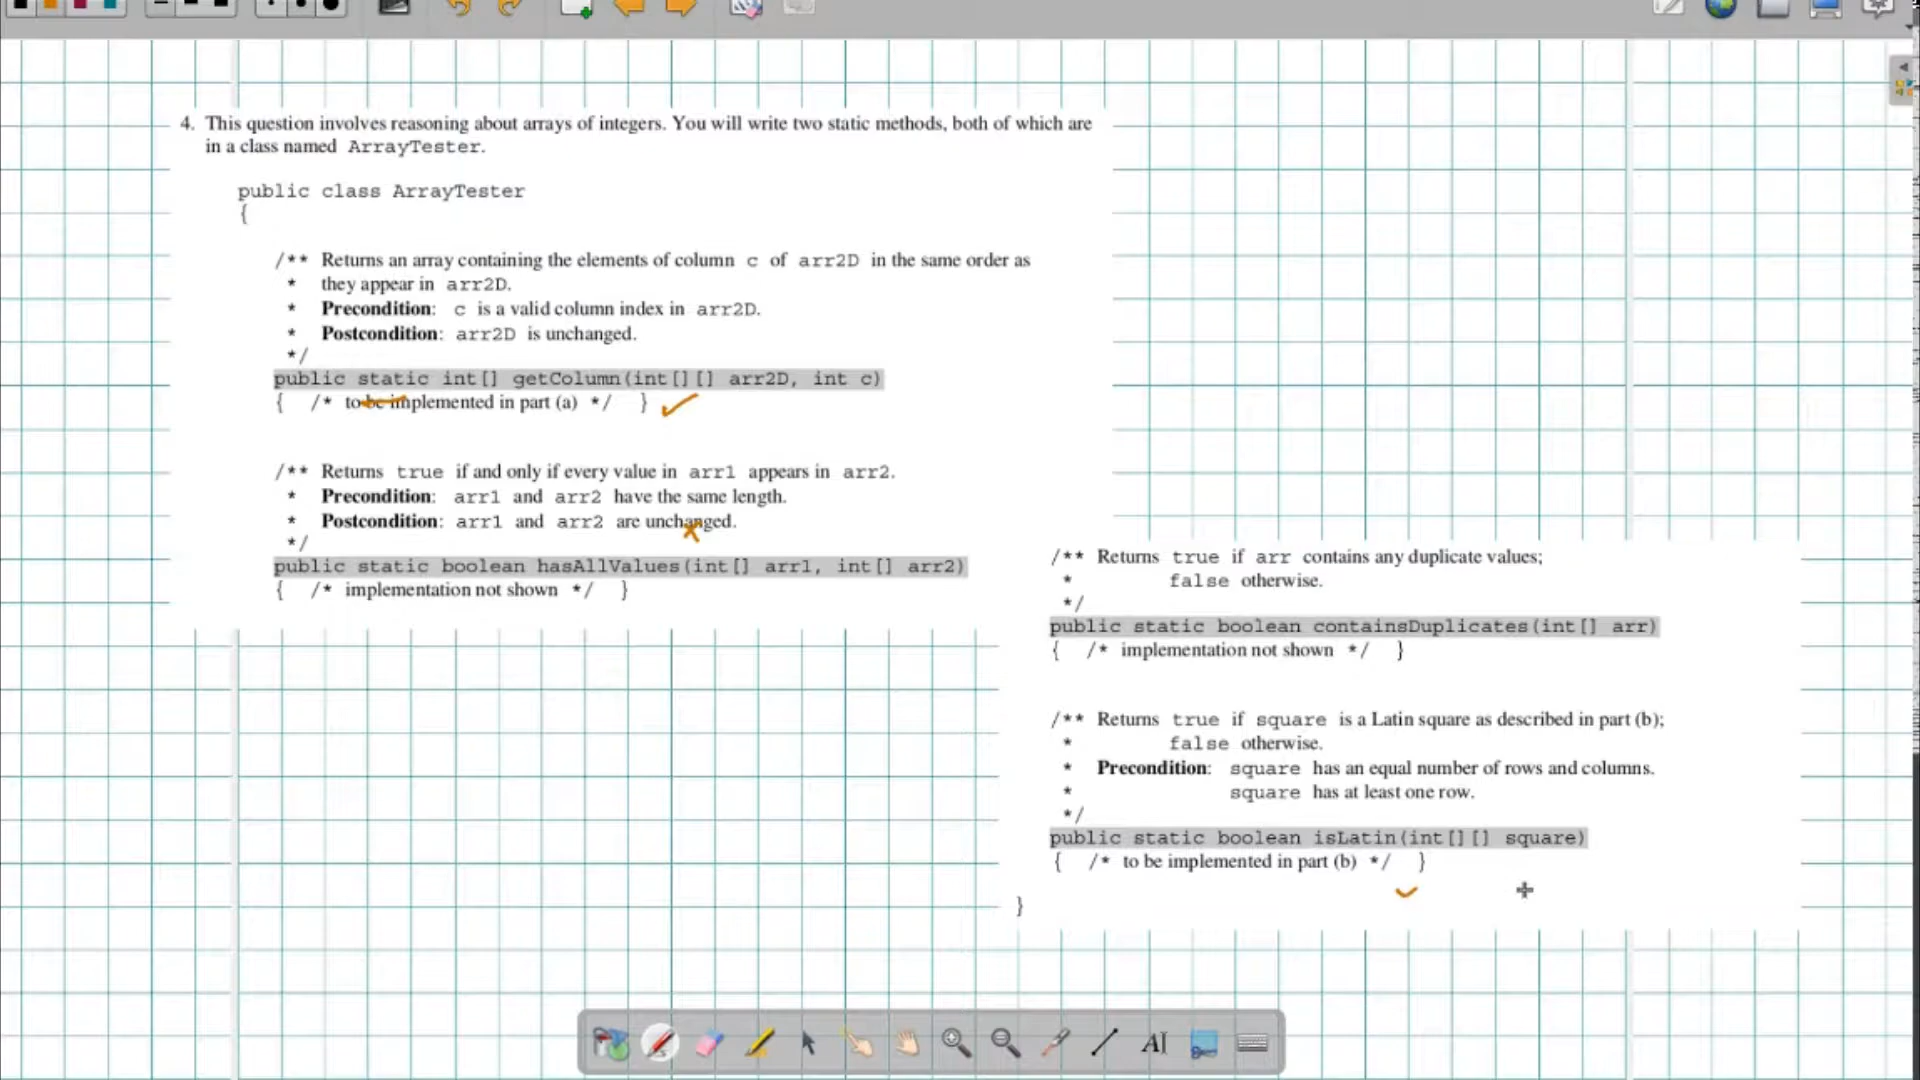 4. This question involves reasoning about arrays of integers. You will write two static methods, both of which are
in a class named ArrayTester.
public class ArrayTester
{
/** Returns an array containing the elements of column c of arr2D in the same order as
* they appear in arr2D.
* Precondition: c is a valid column index in arr2D.
* Postcondition: arr2D is unchanged.
*/
public static int[] getColumn(int[][] arr2D, int c)
{ /* to be implemented in part (a) */ }
/** Returns true if and only if every value in arr1 appears in arr2.
* Precondition: arr1 and arr2 have the same length.
* Postcondition: arr1 and arr2 are unchanged.
*/
public static boolean hasAllValues(int[] arr1, int[] arr2)
{ /* implementation not shown */ }
/** Returns true if arr contains any duplicate values;
* false otherwise.
*/
public static boolean containsDuplicates(int[] arr)
{ /* implementation not shown */ }
/** Returns true if square is a Latin square as described in part (b);
* false otherwise.
* Precondition: square has an equal number of rows and columns.
* square has at least one row.
*/
public static boolean isLatin(int[][] square)
{ /* to be implemented in part (b) */ }
}
AI